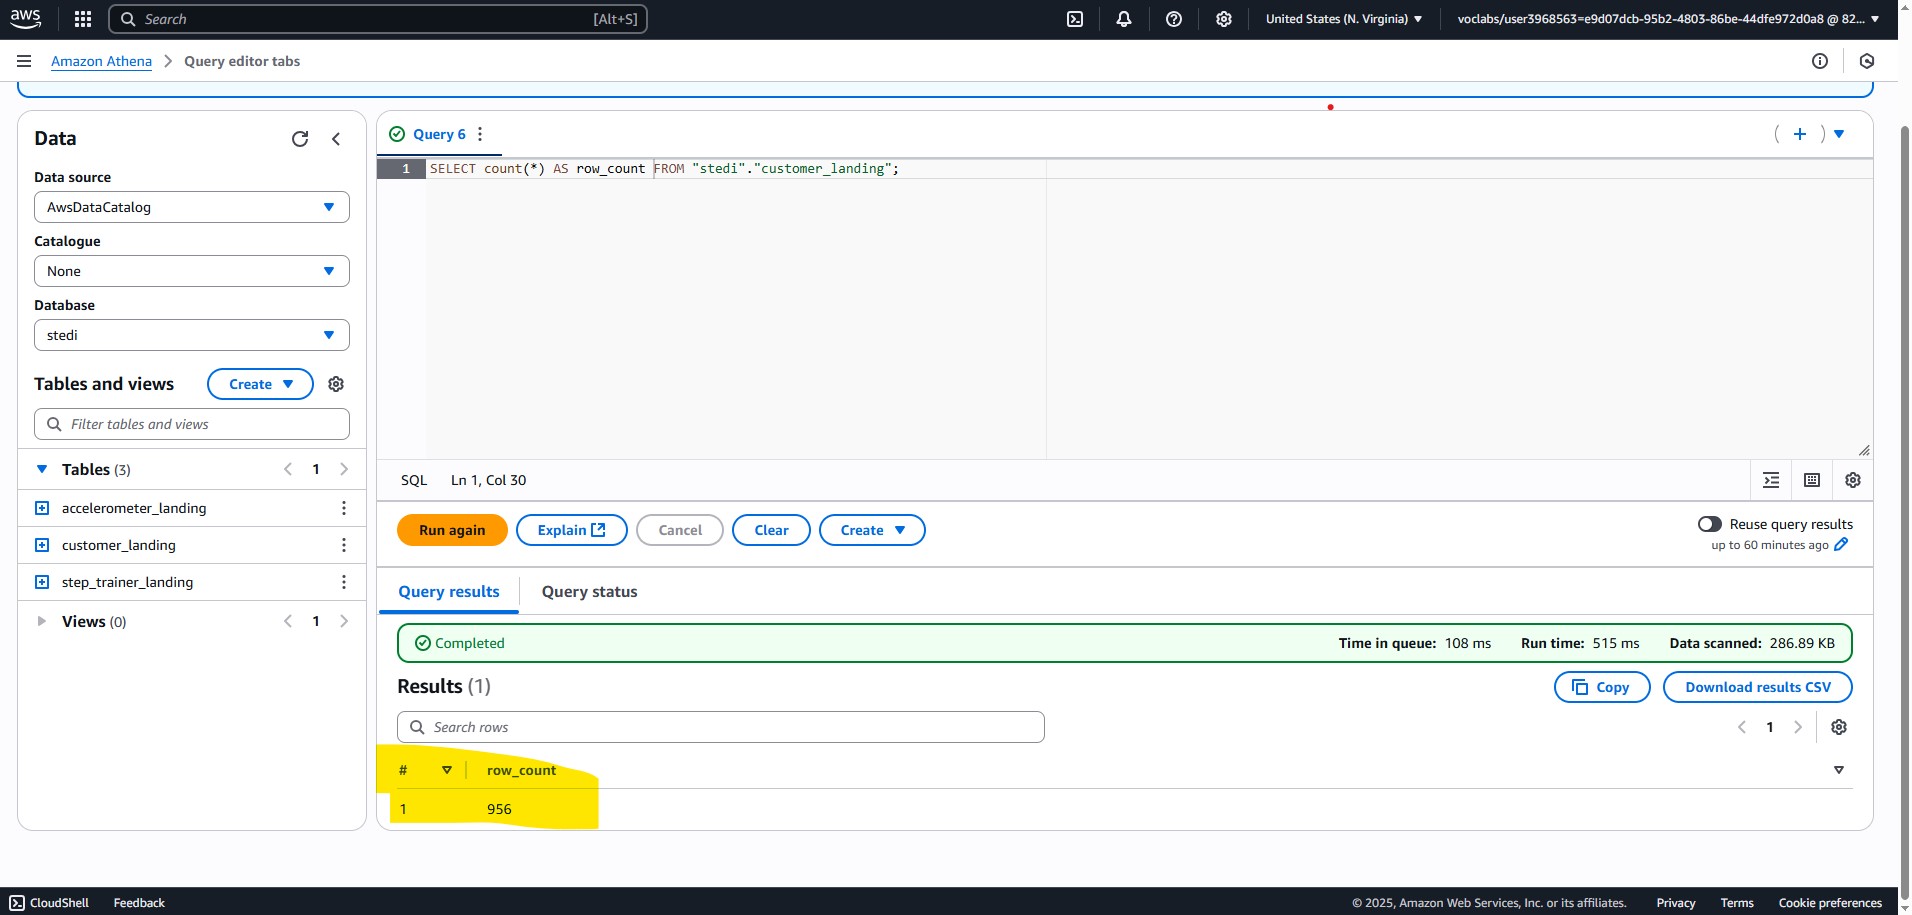 aws
Search
[Alt+S]
United States (N. Virginia)
voclabs/user3968563=e9d07dcb-95b2-4803-86be-44dfe972d0a8 @ 82...
Amazon Athena
Query editor tabs
Data
Data source
AwsDataCatalog
Catalogue
None
Database
stedi
Tables and views
Create
Filter tables and views
Tables (3)
1
accelerometer_landing
customer_landing
step_trainer_landing
Views (0)
1
Query 6
1 SELECT count(*) AS row_count FROM "stedi"."customer_landing";
SQL Ln 1, Col 30
Run again
Explain
Cancel
Clear
Create
Reuse query results
up to 60 minutes ago
Query results
Query status
Completed
Time in queue: 108 ms
Run time: 515 ms
Data scanned: 286.89 KB
Results (1)
Copy
Download results CSV
Search rows
1
# row_count
1 956
CloudShell
Feedback
© 2025, Amazon Web Services, Inc. or its affiliates.
Privacy
Terms
Cookie preferences